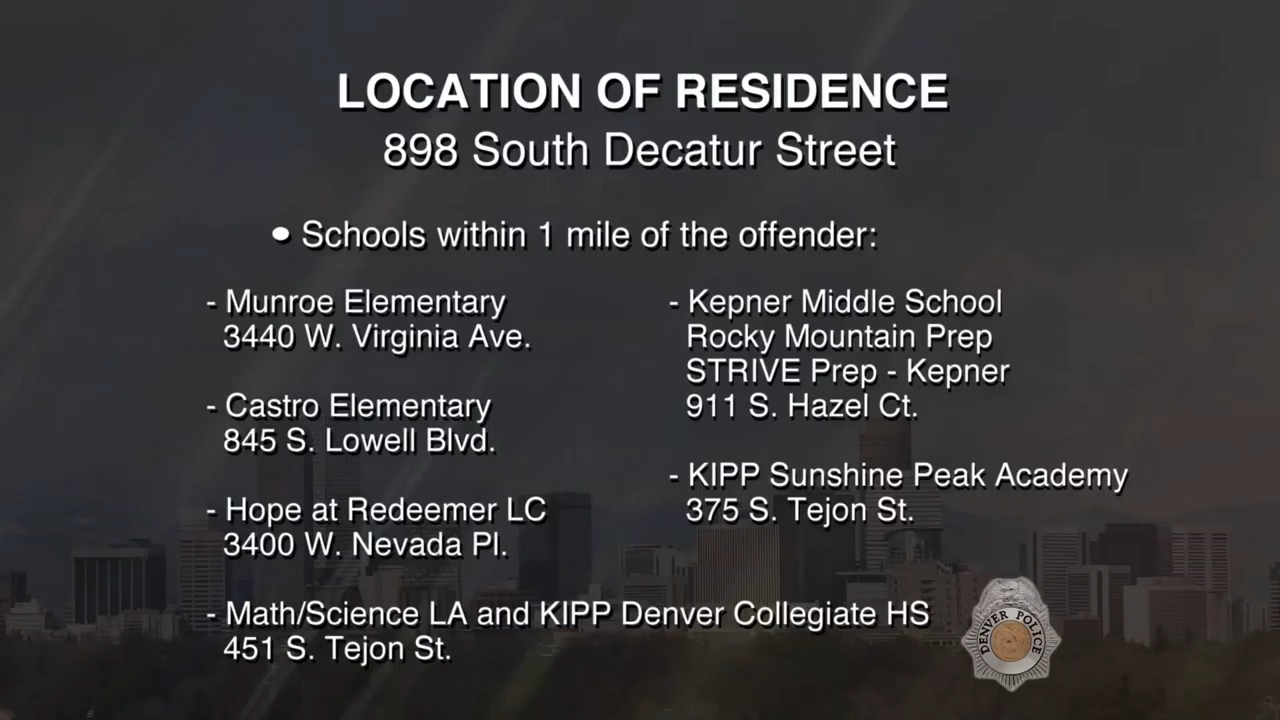 LOCATION OF RESIDENCE
898 South Decatur Street
• Schools within 1 mile of the offender:
- Munroe Elementary
3440 W. Virginia Ave.
- Castro Elementary
845 S. Lowell Blvd.
- Hope at Redeemer LC
3400 W. Nevada Pl.
- Math/Science LA and KIPP Denver Collegiate HS
451 S. Tejon St.
- Kepner Middle School
Rocky Mountain Prep
STRIVE Prep - Kepner
911 S. Hazel Ct.
- KIPP Sunshine Peak Academy
375 S. Tejon St.
DENVER POLICE